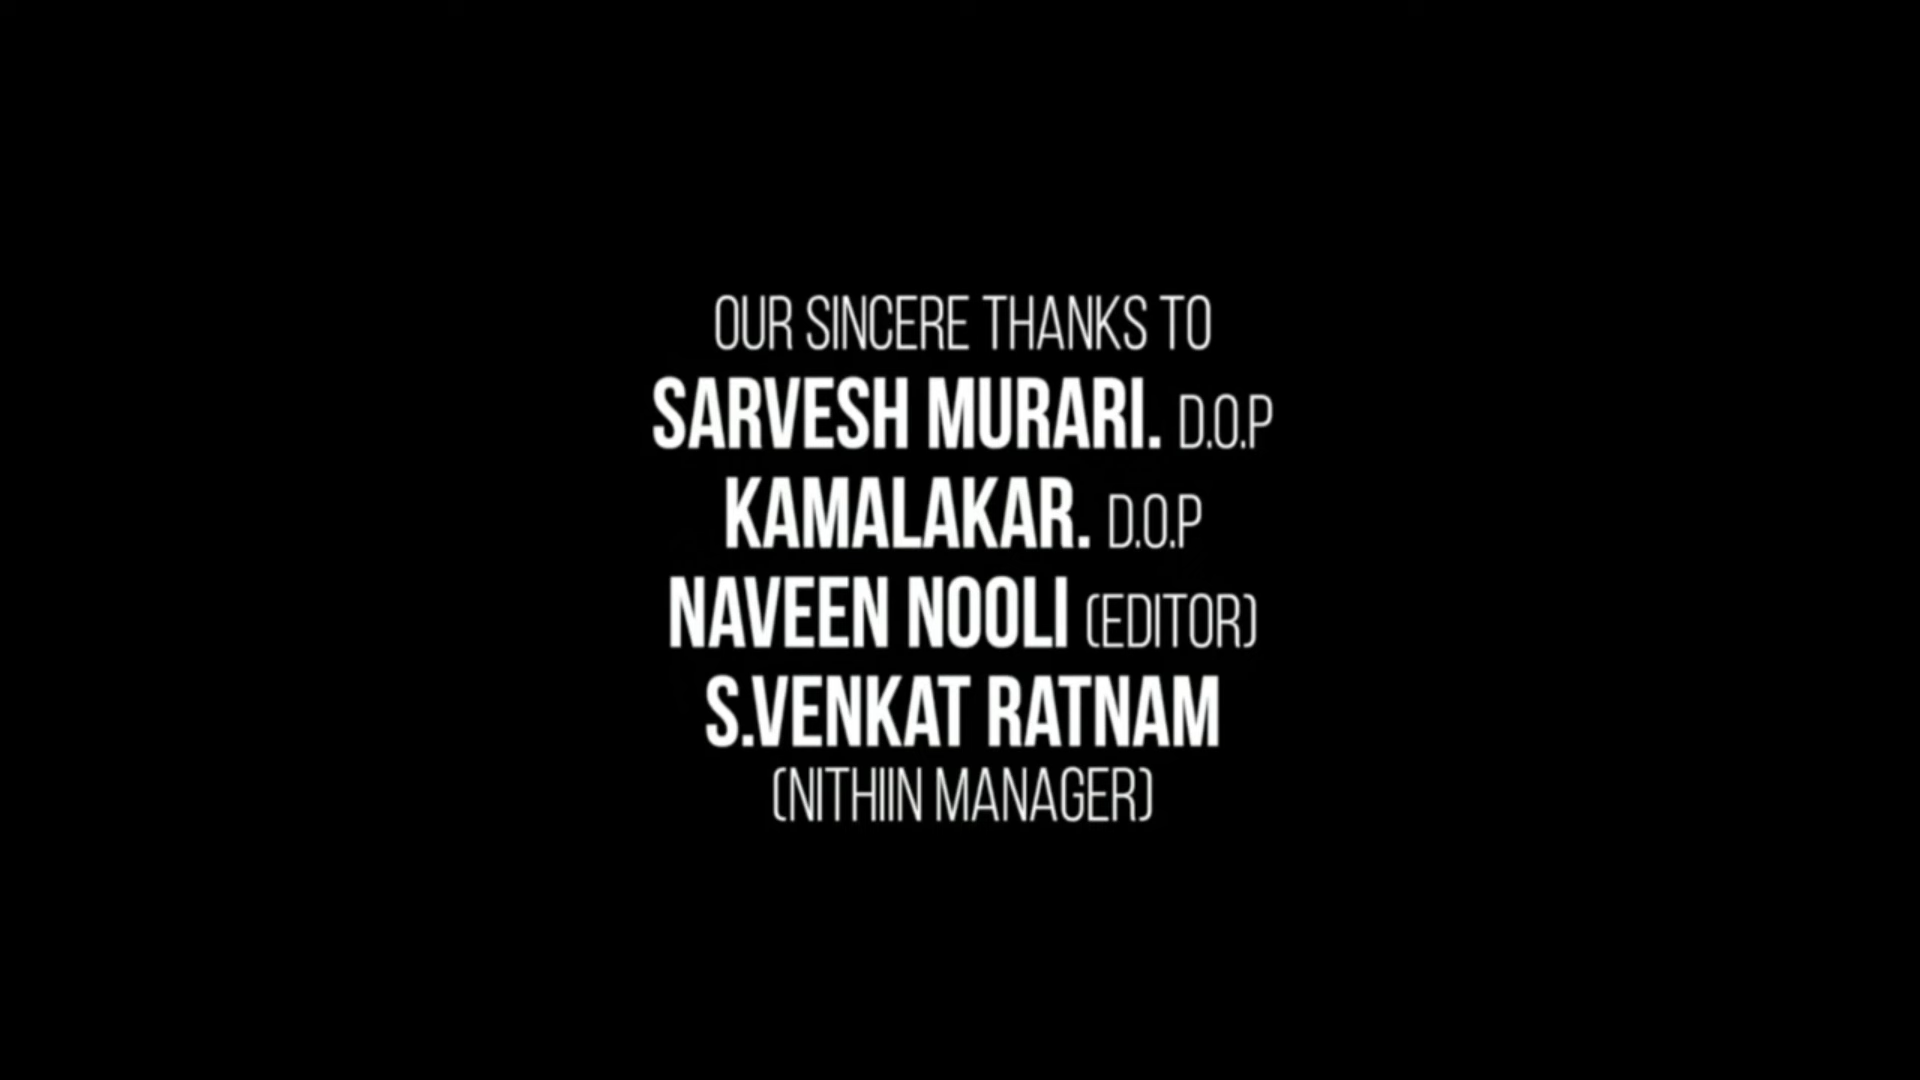 OUR SINCERE THANKS TO
SARVESH MURARI. D.O.P
KAMALAKAR. D.O.P
NAVEEN NOOLI (EDITOR)
S.VENKAT RATNAM
(NITHIIN MANAGER)